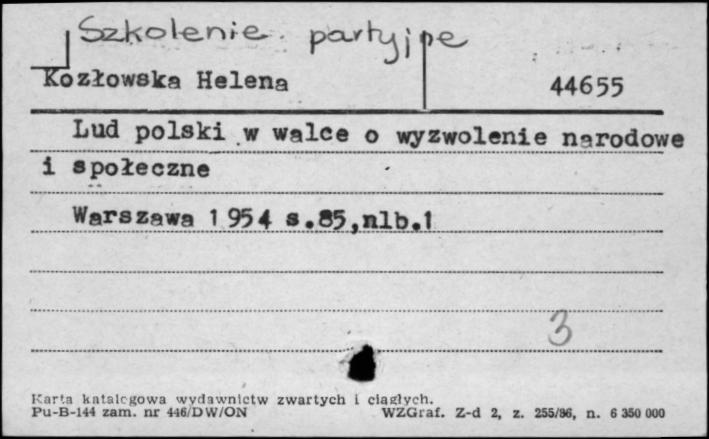 Szkolenie partyjne
Kozłowska Helena 44655
Lud polski w walce o wyzwolenie narodowe
i społeczne
Warszawa 1954 s.85,nlb.1
3
Karta katalogowa wydawnictw zwartych i ciągłych.
Pu-B-144 zam. nr 446/DW/ON WZGraf. Z-d 2, z. 255/86, n. 6 350 000